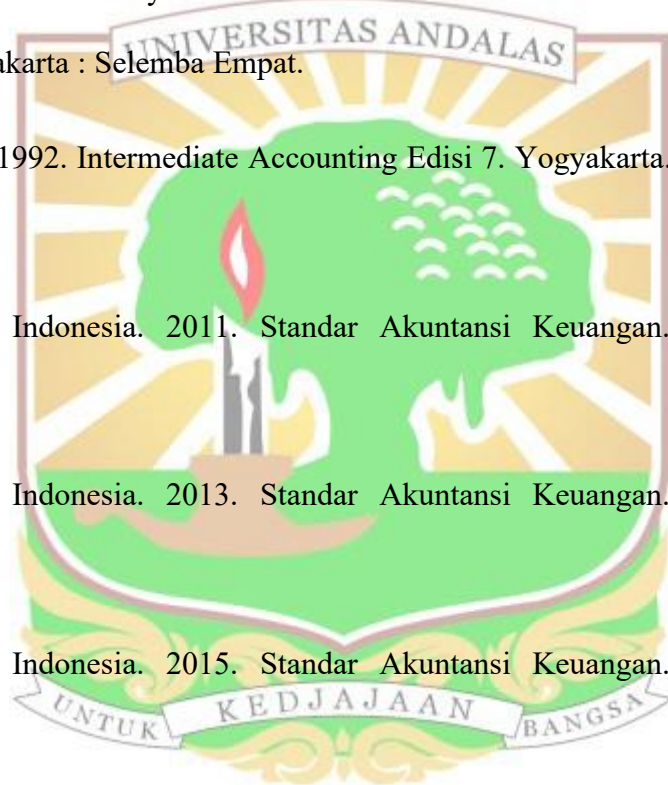 UNIVERSITAS ANDALAS
akarta : Selemba Empat.
1992. Intermediate Accounting Edisi 7. Yogyakarta.
Indonesia. 2011. Standar Akuntansi Keuangan.
Indonesia. 2013. Standar Akuntansi Keuangan.
Indonesia. 2015. Standar Akuntansi Keuangan.
UNTUK KEDJAJAAN BANGSA